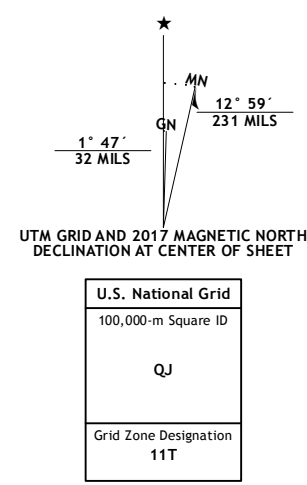 ★
MN
GN
12° 59´
231 MILS
1° 47´
32 MILS
UTM GRID AND 2017 MAGNETIC NORTH
DECLINATION AT CENTER OF SHEET
U.S. National Grid
100,000-m Square ID
QJ
Grid Zone Designation
11T